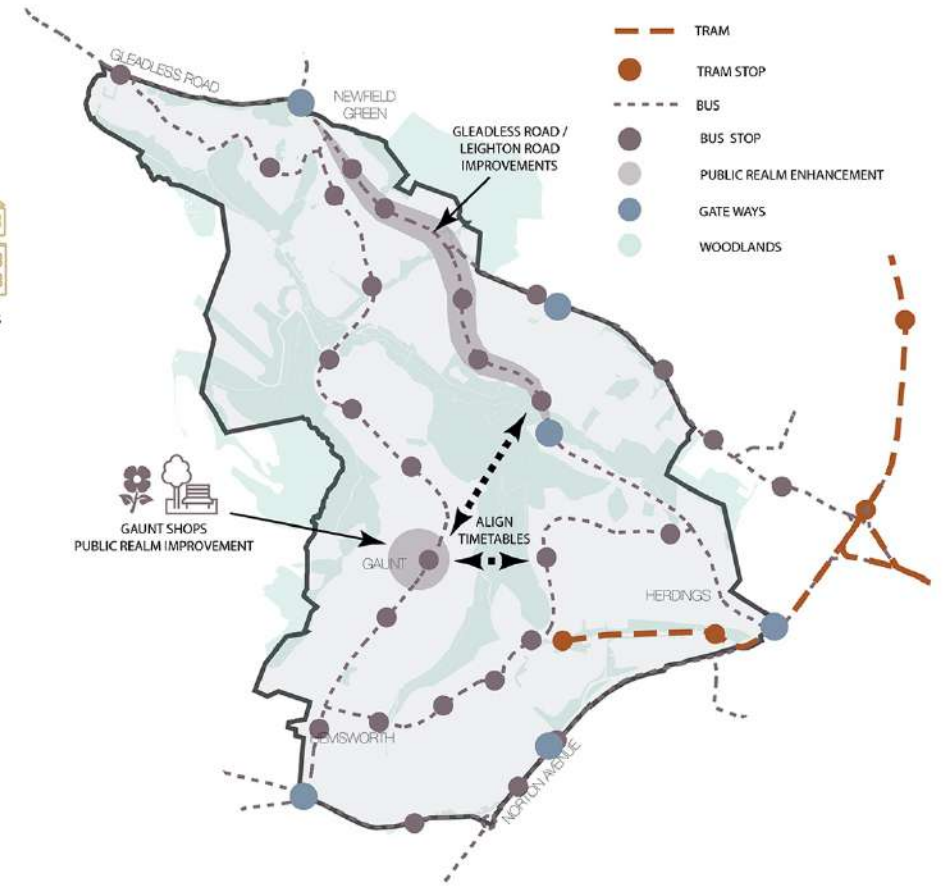 TRAM
TRAM STOP
BUS
BUS STOP
PUBLIC REALM ENHANCEMENT
GATE WAYS
WOODLANDS
GLEADLESS ROAD
NEWFIELD
GREEN
GLEADLESS ROAD /
LEIGHTON ROAD
IMPROVEMENTS
GAUNT SHOPS
PUBLIC REALM IMPROVEMENT
ALIGN
TIMETABLES
GAUNT
HERDINGS
HEMSWORTH
NORTON AVENUE